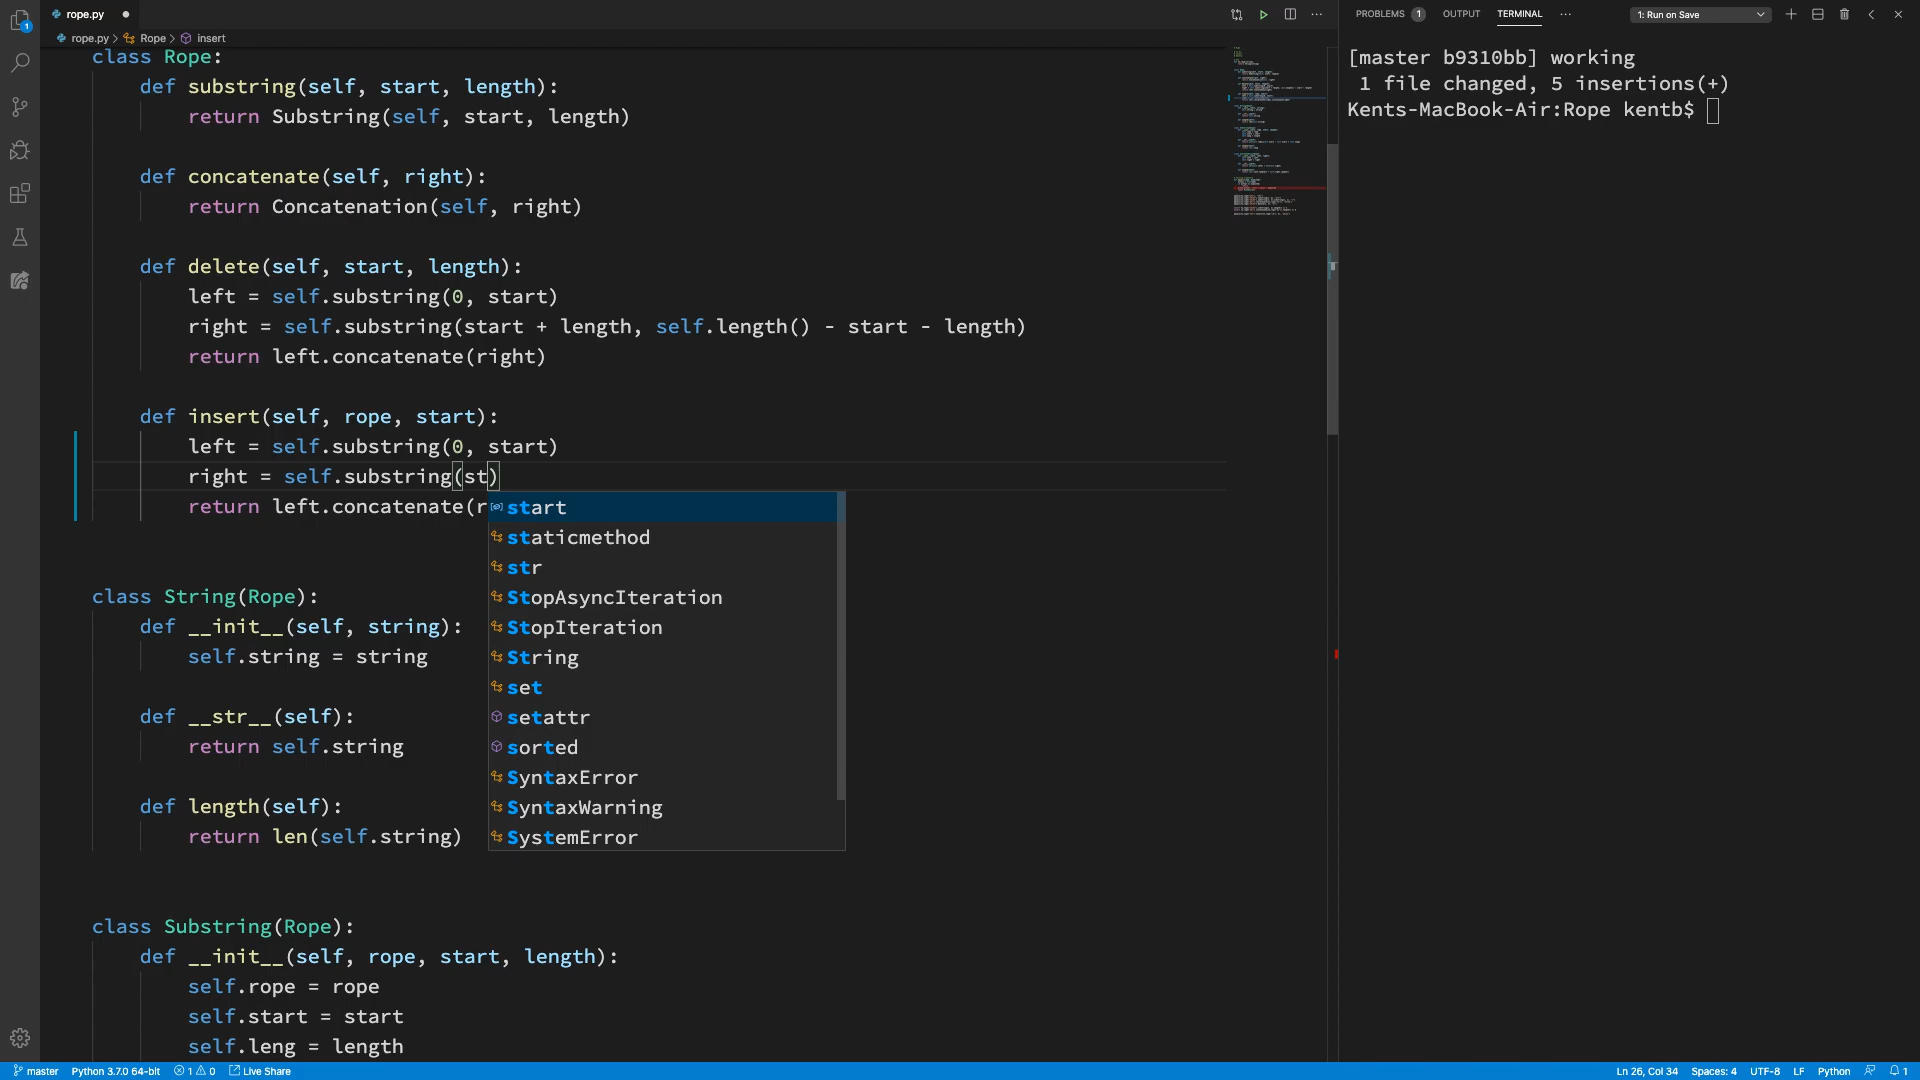 1
rope.py
PROBLEMS 1 OUTPUT TERMINAL 1: Run on Save
rope.py > Rope > insert
class Rope:
def substring(self, start, length):
return Substring(self, start, length)
def concatenate(self, right):
return Concatenation(self, right)
def delete(self, start, length):
left = self.substring(0, start)
right = self.substring(start + length, self.length() - start - length)
return left.concatenate(right)
def insert(self, rope, start):
left = self.substring(0, start)
right = self.substring(st)
return left.concatenate(r
start
staticmethod
str
StopAsyncIteration
StopIteration
String
set
setattr
sorted
SyntaxError
SyntaxWarning
SystemError
class String(Rope):
def __init__(self, string):
self.string = string
def __str__(self):
return self.string
def length(self):
return len(self.string)
class Substring(Rope):
def __init__(self, rope, start, length):
self.rope = rope
self.start = start
self.leng = length
[master b9310bb] working
1 file changed, 5 insertions(+)
Kents-MacBook-Air:Rope kentb$
master Python 3.7.0 64-bit 1 0 Live Share
Ln 26, Col 34 Spaces: 4 UTF-8 LF Python 1